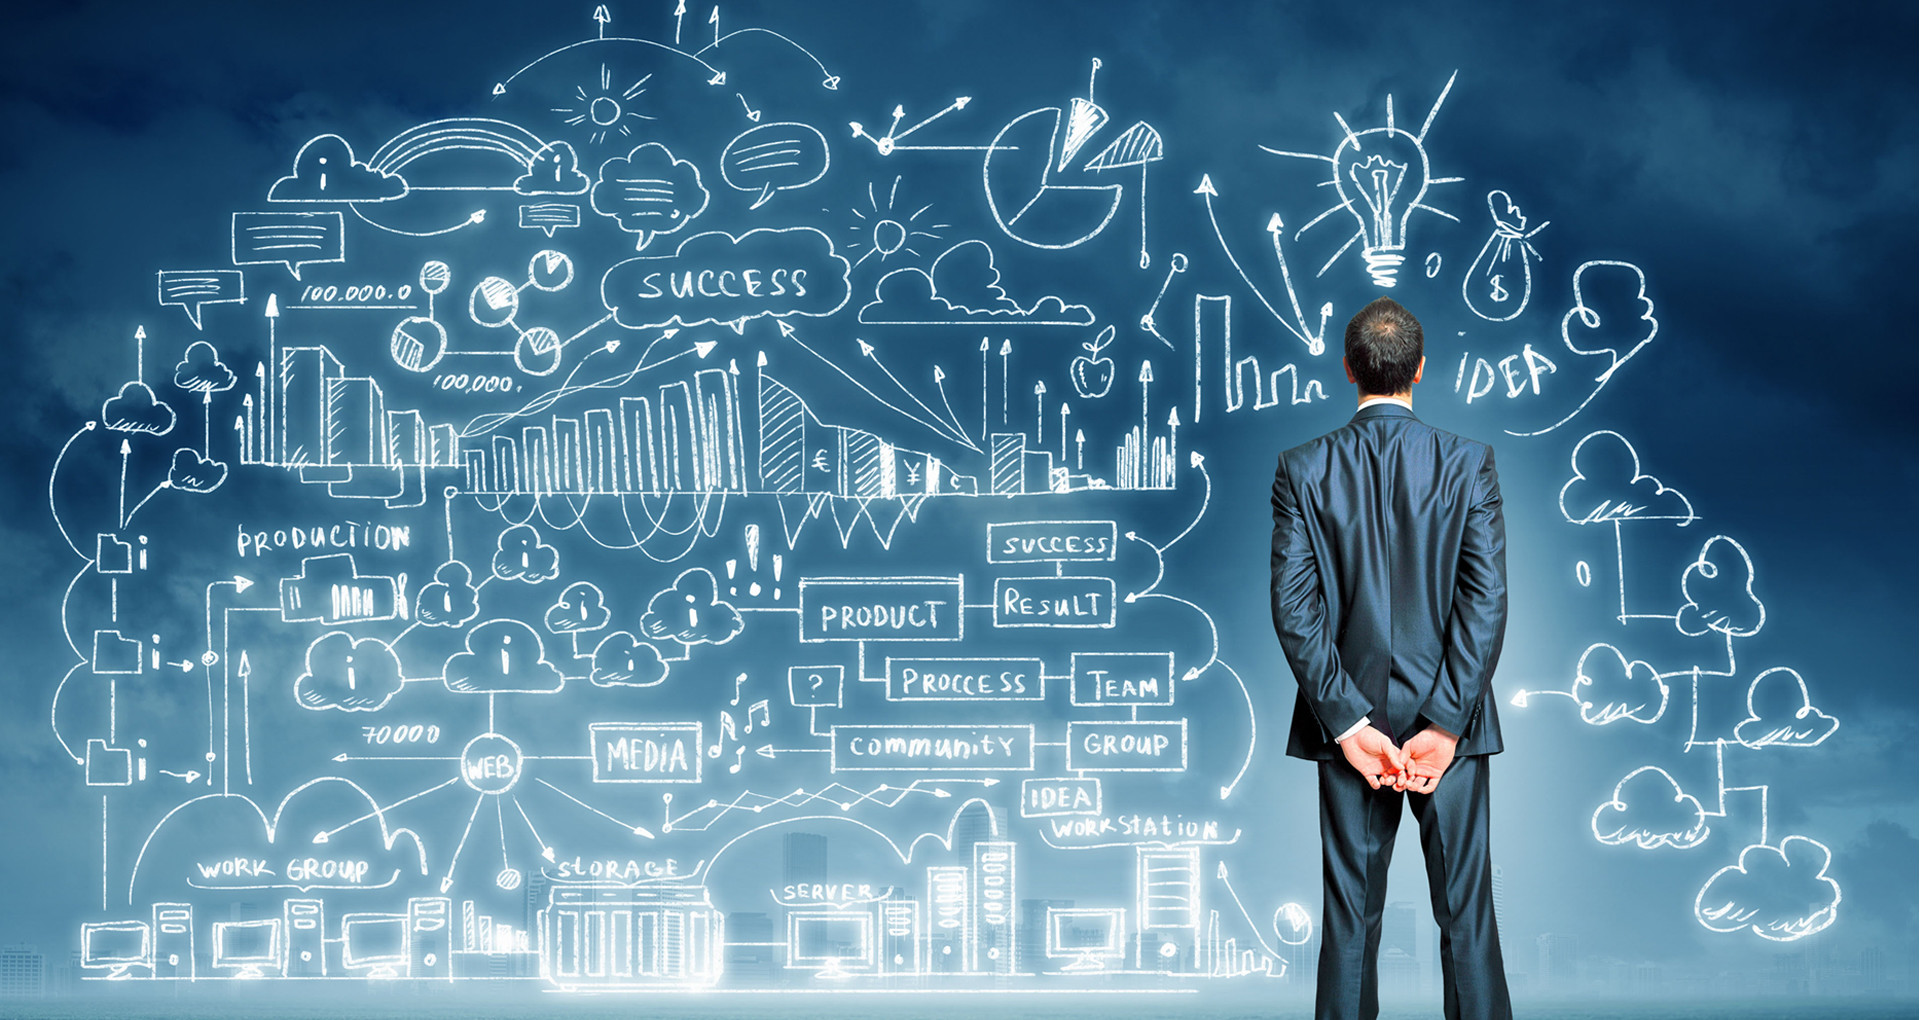 i
i
$
SUCCESS
100.000.0
IDEA
100,000.
£
¥
¢
PRODUCTION
SUCCESS
i
i
! ! !
PRODUCT
RESULT
i
i
i
i
i
i
i
PROCCESS
TEAM
?
70000
WEB
MEDIA
COMMUNITY
GROUP
i
IDEA
WORKSTATION
WORK GROUP
STORAGE
SERVER